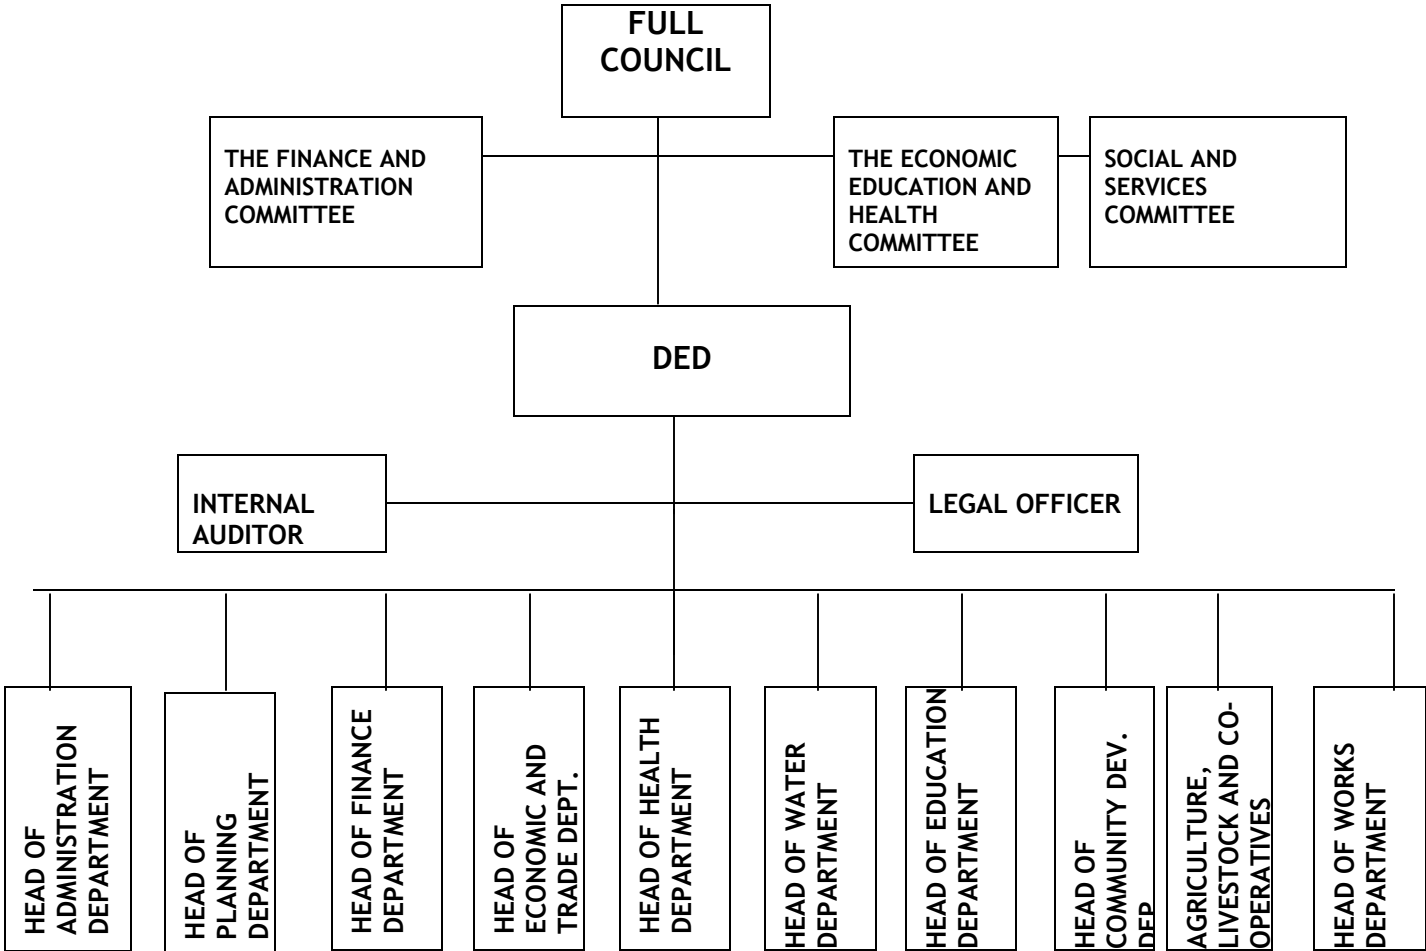 FULL
COUNCIL
THE FINANCE AND
ADMINISTRATION
COMMITTEE
THE ECONOMIC
EDUCATION AND
HEALTH
COMMITTEE
SOCIAL AND
SERVICES
COMMITTEE
DED
INTERNAL
AUDITOR
LEGAL OFFICER
HEAD OF
ADMINISTRATION
DEPARTMENT
HEAD OF
PLANNING
DEPARTMENT
HEAD OF FINANCE
DEPARTMENT
HEAD OF
ECONOMIC AND
TRADE DEPT.
HEAD OF HEALTH
DEPARTMENT
HEAD OF WATER
DEPARTMENT
HEAD OF EDUCATION
DEPARTMENT
HEAD OF
COMMUNITY DEV.
DEP
AGRICULTURE,
LIVESTOCK AND CO-
OPERATIVES
HEAD OF WORKS
DEPARTMENT